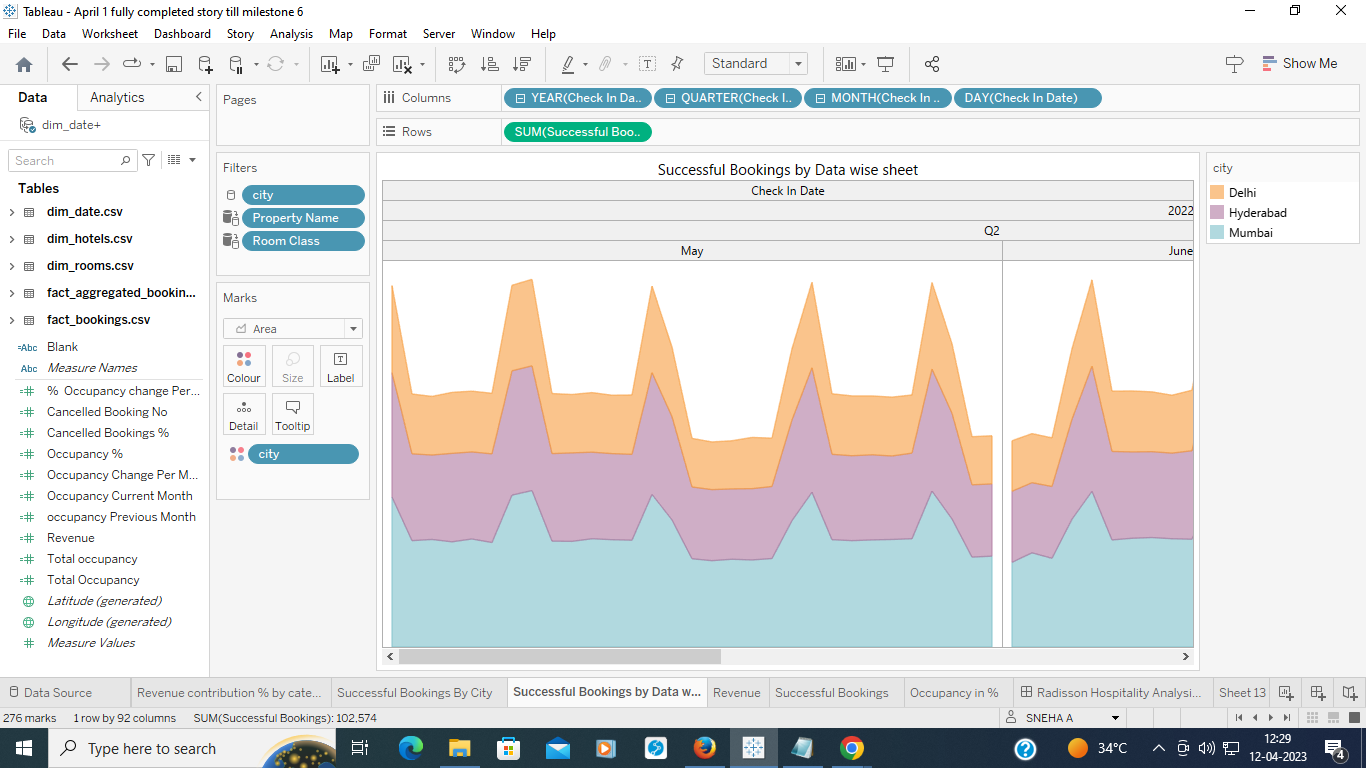 Tableau - April 1 fully completed story till milestone 6
File Data Worksheet Dashboard Story Analysis Map Format Server Window Help
Standard
Show Me
Data Analytics
dim_date+
Search
Tables
dim_date.csv
dim_hotels.csv
dim_rooms.csv
fact_aggregated_bookin...
fact_bookings.csv
=Abc Blank
Abc Measure Names
% Occupancy change Per...
Cancelled Booking No
Cancelled Bookings %
Occupancy %
Occupancy Change Per M...
Occupancy Current Month
occupancy Previous Month
Revenue
Total occupancy
Total Occupancy
Latitude (generated)
Longitude (generated)
Measure Values
Pages
Filters
city
Property Name
Room Class
Marks
Area
Colour Size Label
Detail Tooltip
city
Columns YEAR(Check In Da.. QUARTER(Check I.. MONTH(Check In .. DAY(Check In Date)
Rows SUM(Successful Boo..
Successful Bookings by Data wise sheet
Check In Date
2022
Q2
May June
city
Delhi
Hyderabad
Mumbai
Data Source Revenue contribution % by cate... Successful Bookings By City Successful Bookings by Data w... Revenue Successful Bookings Occupancy in % Radisson Hospitality Analysi... Sheet 13
276 marks 1 row by 92 columns SUM(Successful Bookings): 102,574 SNEHA A
Type here to search
34°C
12:29
12-04-2023
4